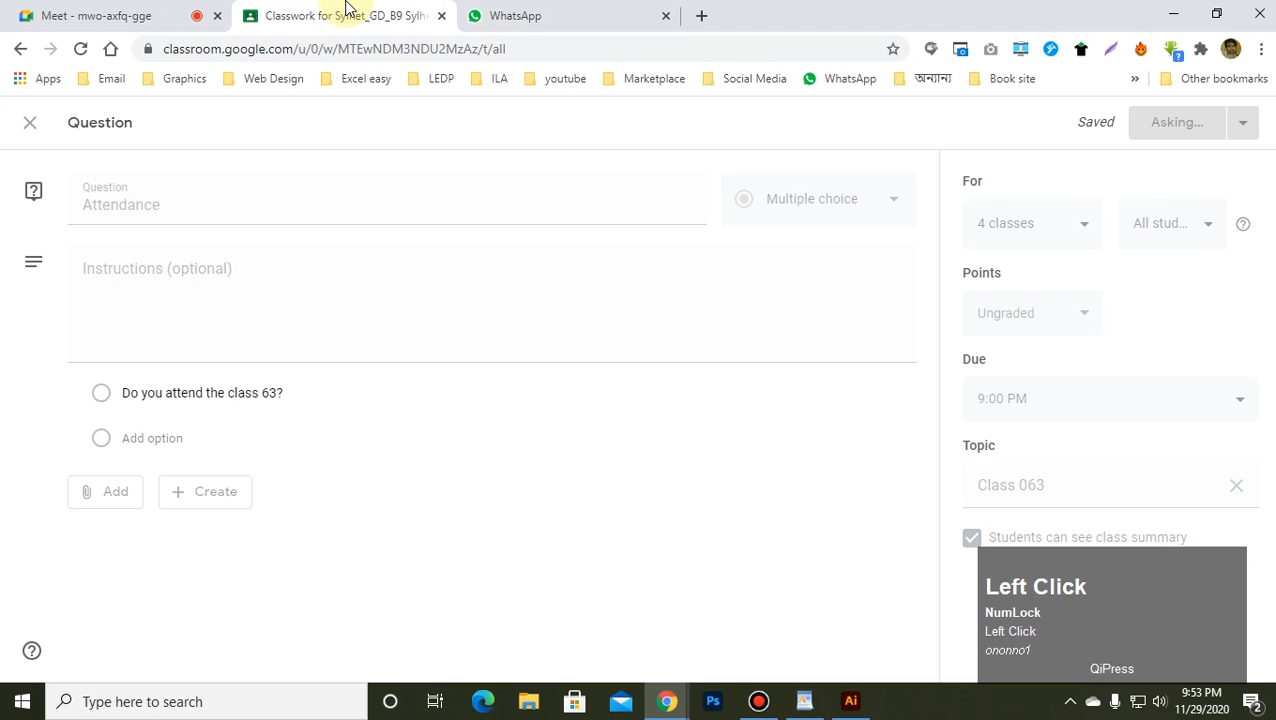 Meet - mwo-axfq-gge
Classwork for Sylhet_GD_B9 Sylhe
WhatsApp
classroom.google.com/u/0/w/MTEwNDM3NDU2MzAz/t/all
Apps
Email
Graphics
Web Design
Excel easy
LEDP
ILA
youtube
Marketplace
Social Media
WhatsApp
অন্যান্য
Book site
»
Other bookmarks
Question
Saved
Asking...
Question
Attendance
Multiple choice
Instructions (optional)
Do you attend the class 63?
Add option
Add
Create
For
4 classes
All stud...
Points
Ungraded
Due
9:00 PM
Topic
Class 063
Students can see class summary
Left Click
NumLock
Left Click
ononno1
QiPress
Type here to search
Ps
Ai
9:53 PM
11/29/2020
2